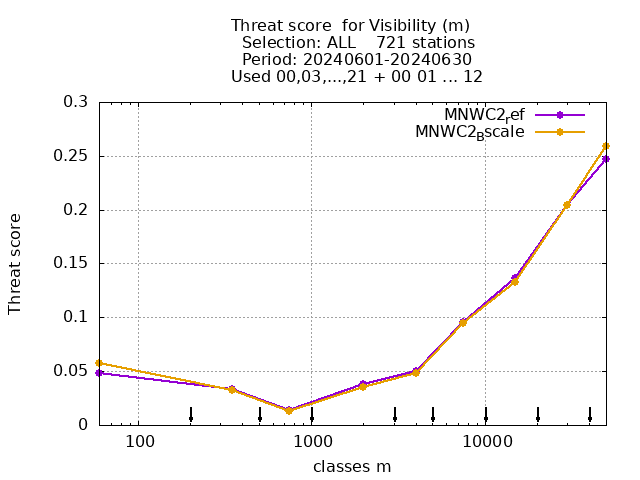 Threat score  for Visibility (m)
Selection: ALL    721 stations
Period: 20240601-20240630
Used 00,03,...,21 + 00 01 ... 12
MNWC2ref
MNWC2Bscale
0.3
0.25
0.2
0.15
0.1
0.05
0
Threat score
100
1000
10000
classes m